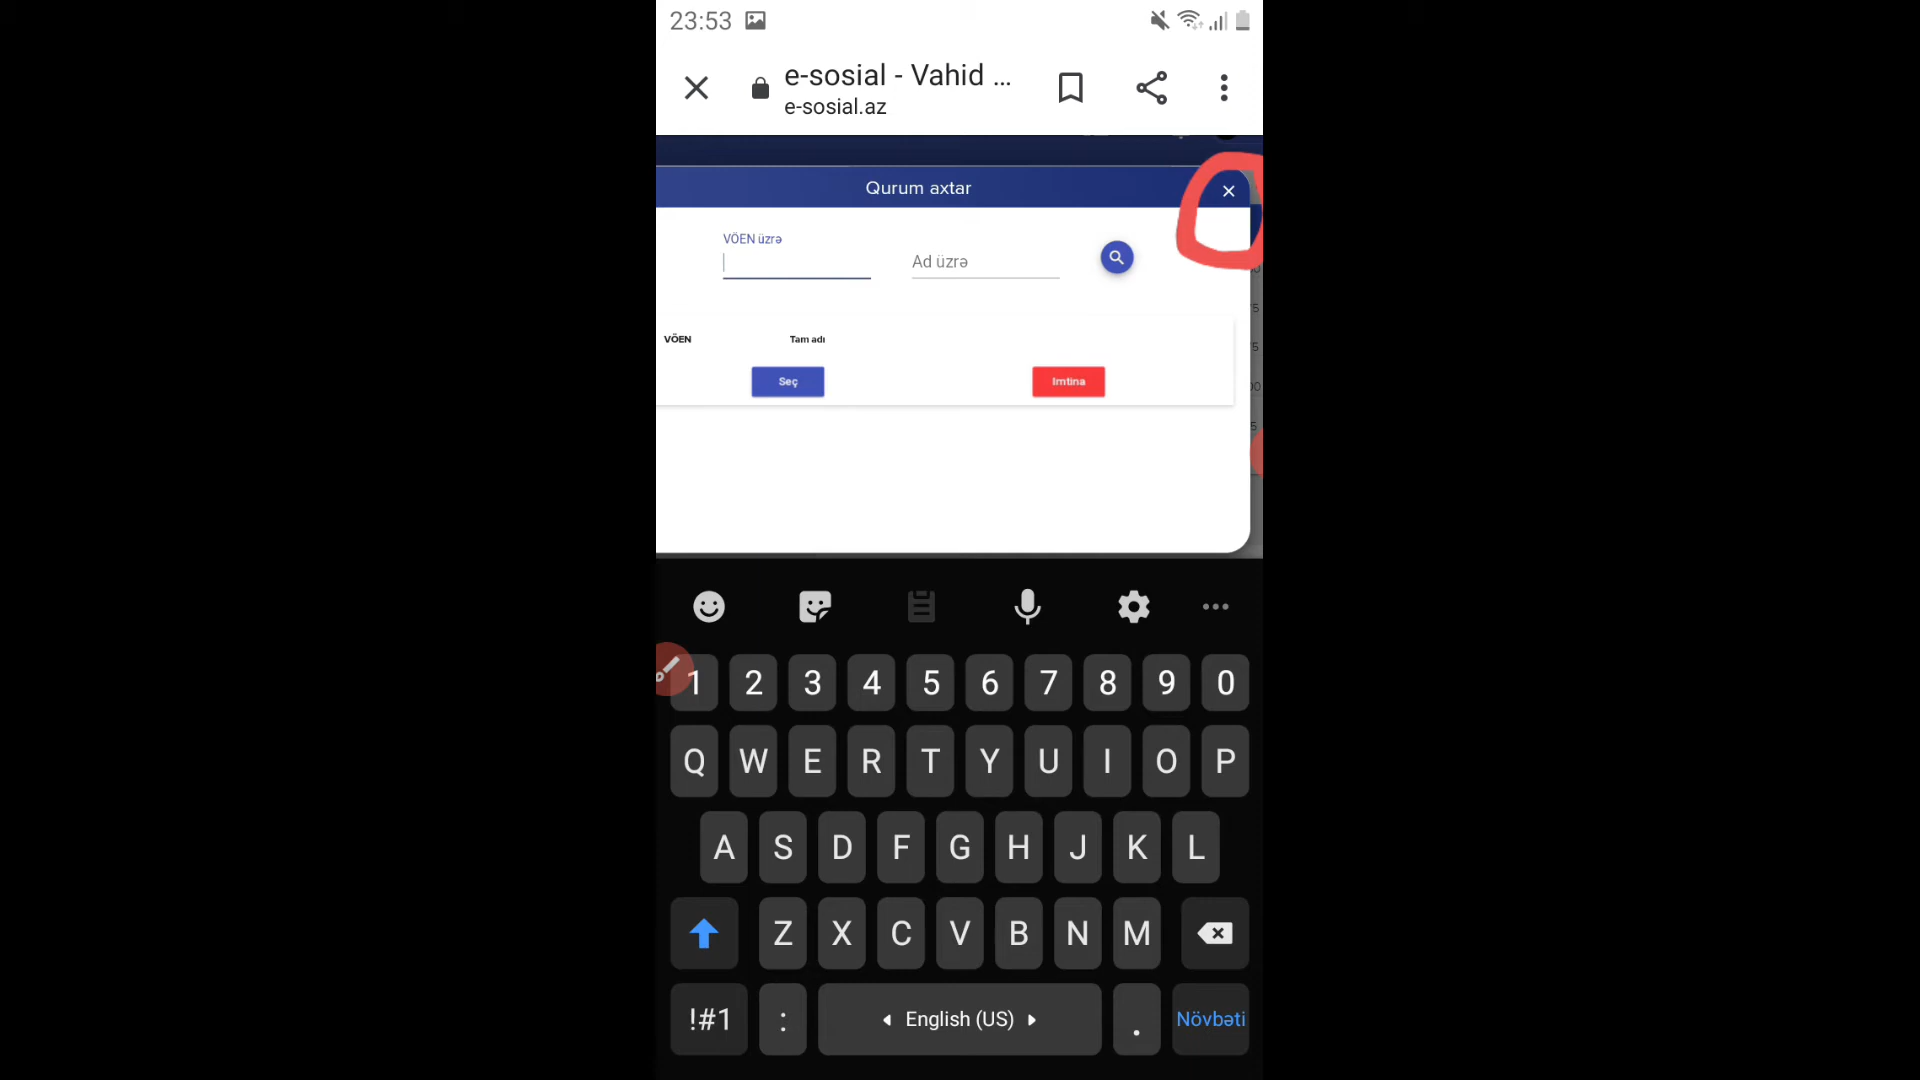 23:53
e-sosial - Vahid ...
e-sosial.az
Qurum axtar
VÖEN üzrə
Ad üzrə
VÖEN Tam adı
Seç Imtina
1 2 3 4 5 6 7 8 9 0
Q W E R T Y U I O P
A S D F G H J K L
Z X C V B N M
!#1 : English (US) . Növbəti